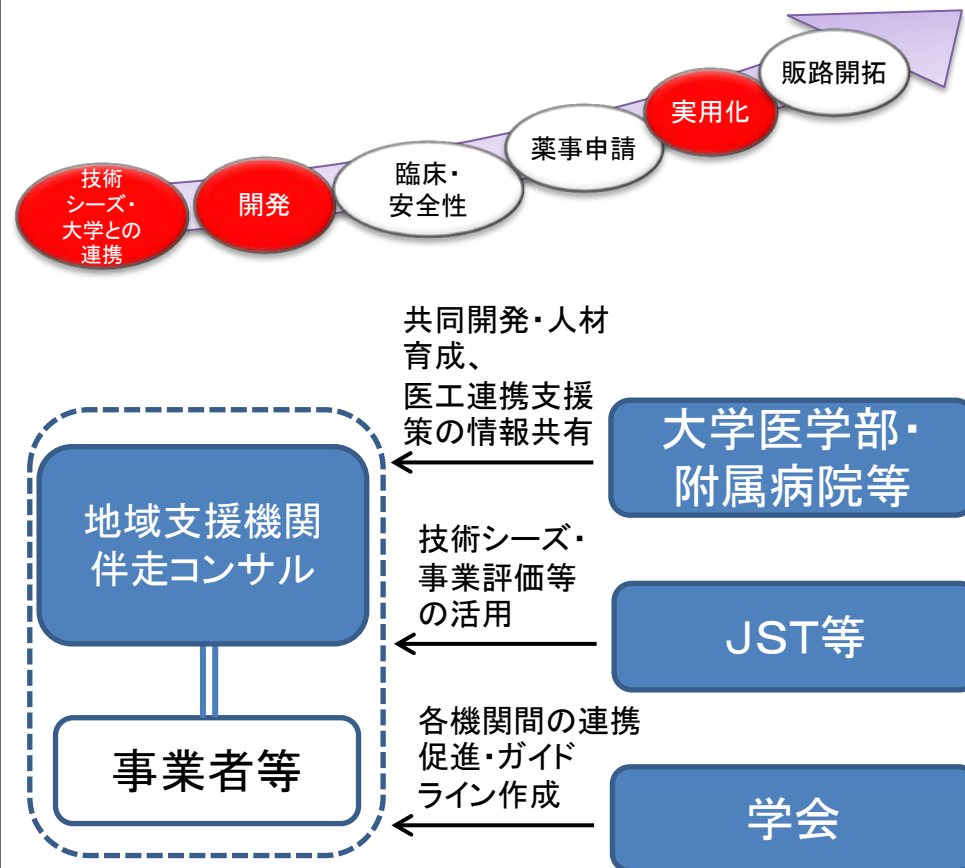 技術
シーズ・
大学との
連携
開発
臨床・
安全性
薬事申請
実用化
販路開拓
共同開発・人材
育成、
医工連携支援
策の情報共有
大学医学部・
附属病院等
地域支援機関
伴走コンサル
技術シーズ・
事業評価等
の活用
JST等
事業者等
各機関間の連携
促進・ガイド
ライン作成
学会